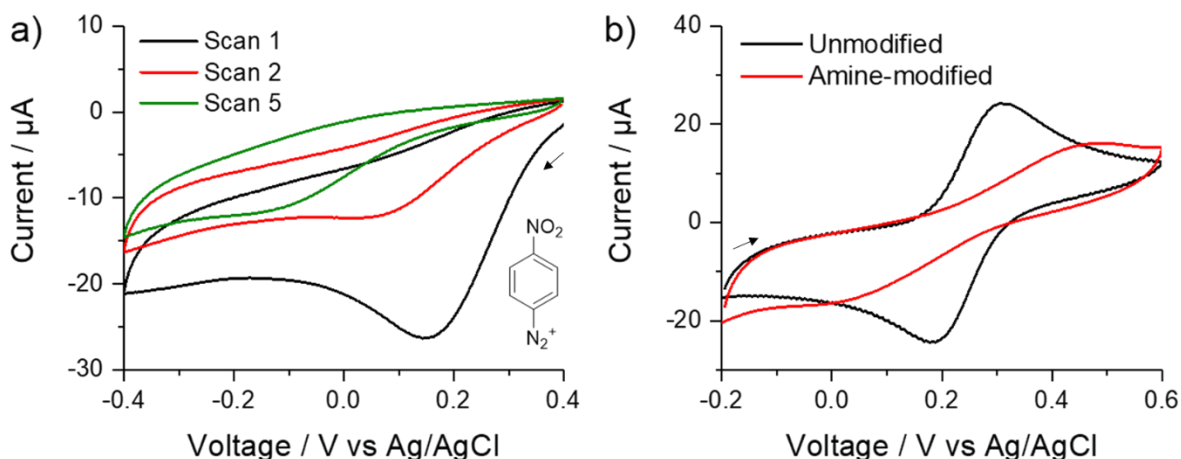 a)
Scan 1
Scan 2
Scan 5
Current / µA
10
0
-10
-20
-30
NO2
N2+
-0.4
-0.2
0.0
0.2
0.4
Voltage / V vs Ag/AgCl
b)
Unmodified
Amine-modified
Current / µA
40
20
0
-20
-0.2
0.0
0.2
0.4
0.6
Voltage / V vs Ag/AgCl